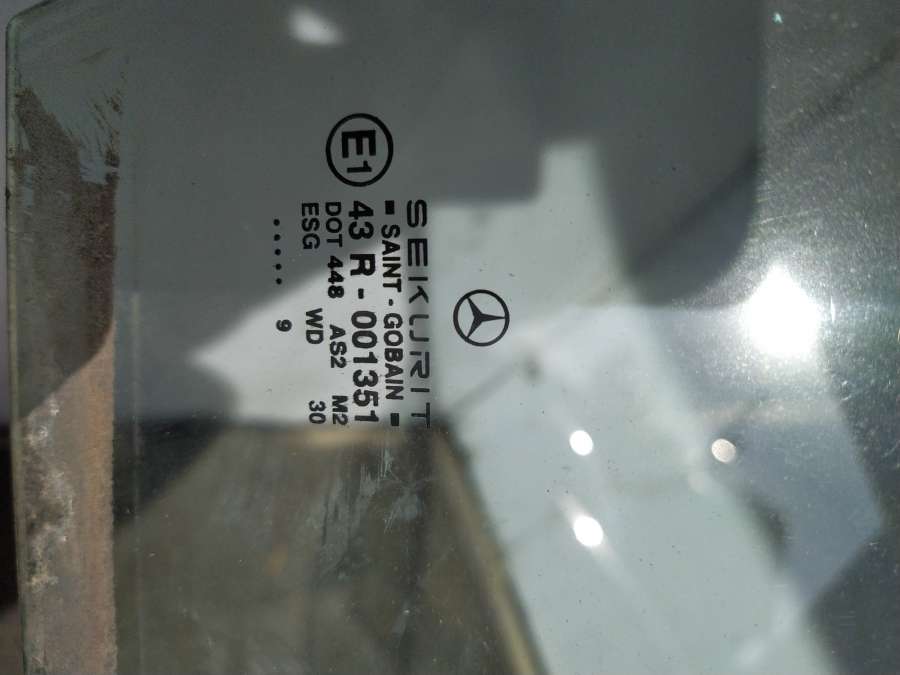 E1
SEKURIT
- SAINT - GOBAIN -
43 R - 001351
DOT 448 AS2 M2
ESG WD 30
..... 9